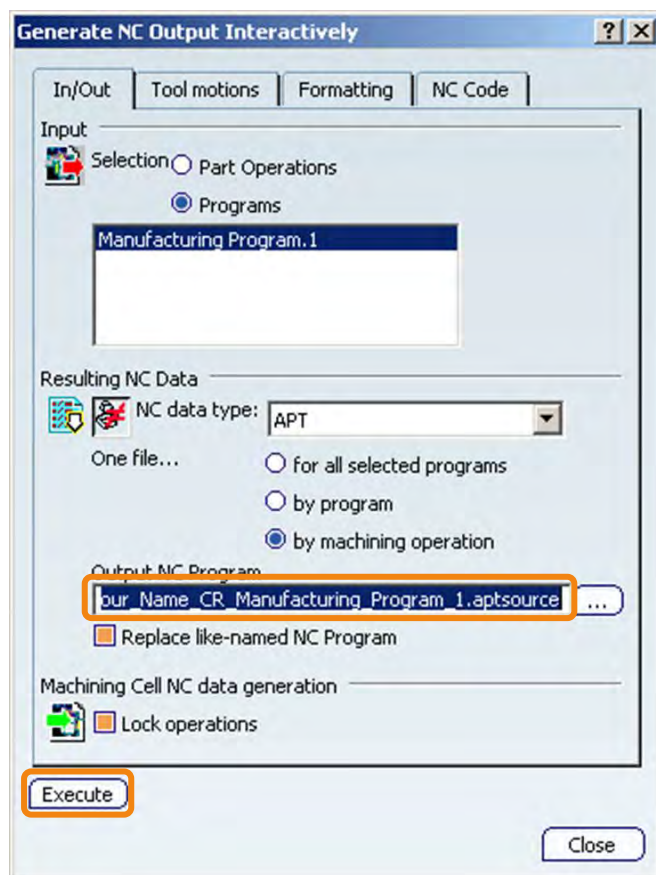 Generate NC Output Interactively
In/Out Tool motions Formatting NC Code
Input
Selection Part Operations
Programs
Manufacturing Program.1
Resulting NC Data
NC data type: APT
One file... for all selected programs
by program
by machining operation
Output NC Program
our_Name_CR_Manufacturing_Program_1.aptsource ...
Replace like-named NC Program
Machining Cell NC data generation
Lock operations
Execute
Close